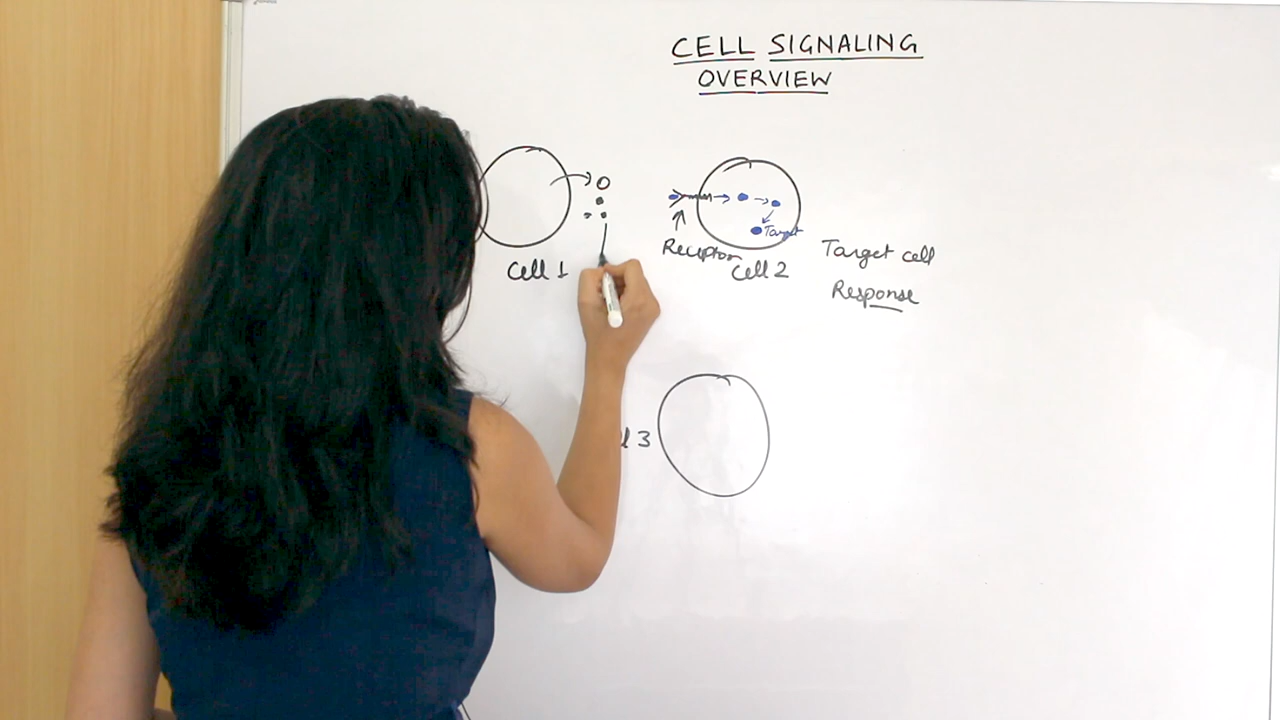 CELL SIGNALING
OVERVIEW
Cell 1
Receptor
Cell 2
Target
Target cell
Response
3